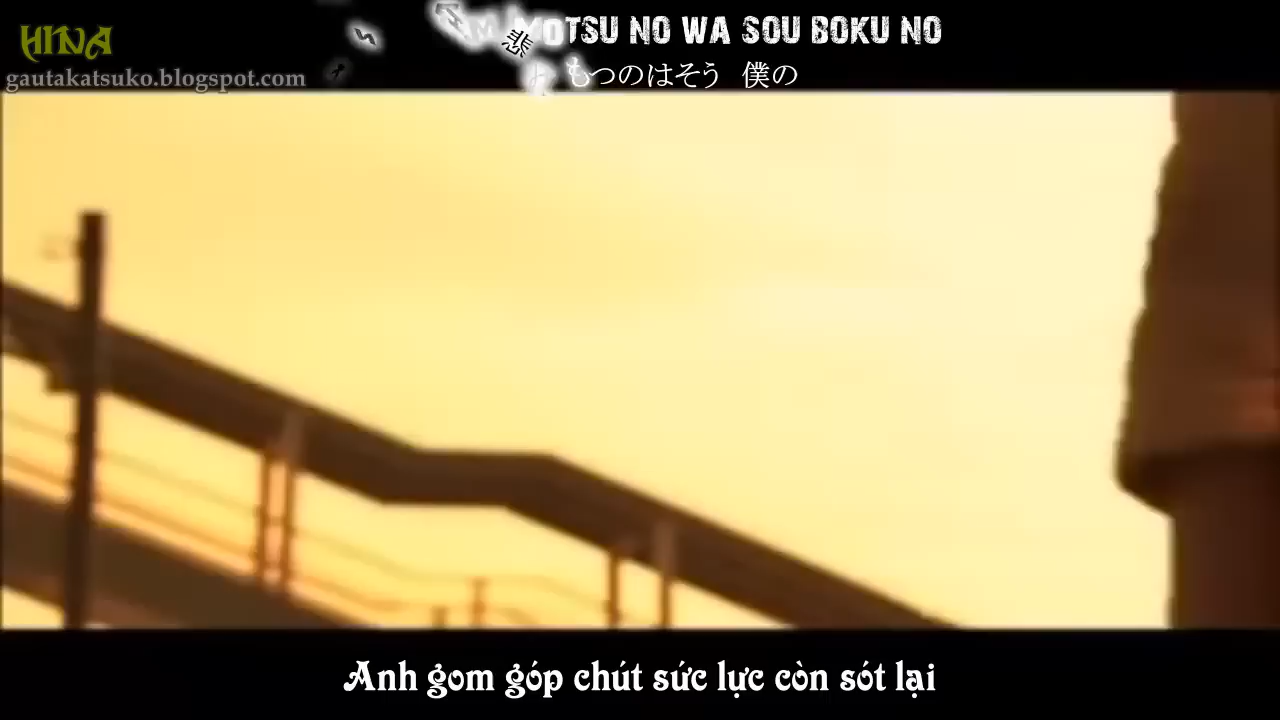 HINA
gautakatsuko.blogspot.com
MOTSU NO WA SOU BOKU NO
もつのはそう 僕の
Anh gom góp chút sức lực còn sót lại